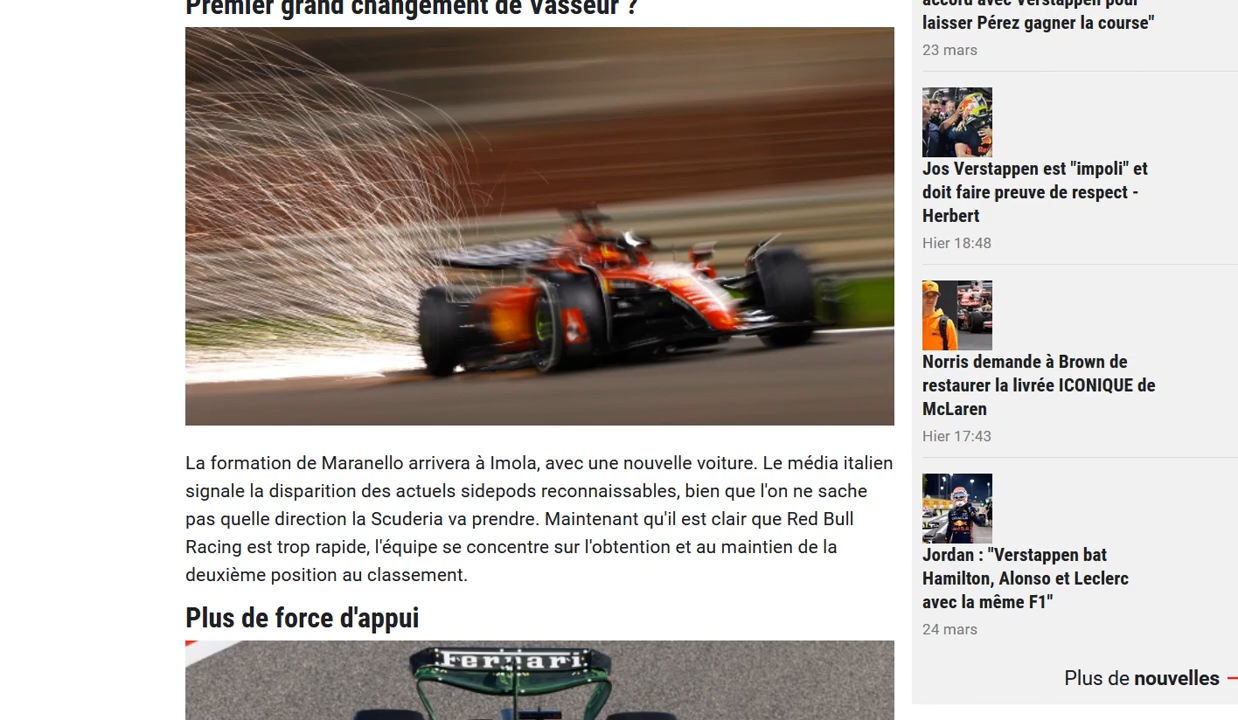 Premier grand changement de Vasseur ?
La formation de Maranello arrivera à Imola, avec une nouvelle voiture. Le média italien
signale la disparition des actuels sidepods reconnaissables, bien que l'on ne sache
pas quelle direction la Scuderia va prendre. Maintenant qu'il est clair que Red Bull
Racing est trop rapide, l'équipe se concentre sur l'obtention et au maintien de la
deuxième position au classement.
Plus de force d'appui
Ferrari
accord avec Verstappen pour
laisser Pérez gagner la course"
23 mars
Jos Verstappen est "impoli" et
doit faire preuve de respect -
Herbert
Hier 18:48
Norris demande à Brown de
restaurer la livrée ICONIQUE de
McLaren
Hier 17:43
Jordan : "Verstappen bat
Hamilton, Alonso et Leclerc
avec la même F1"
24 mars
Plus de nouvelles